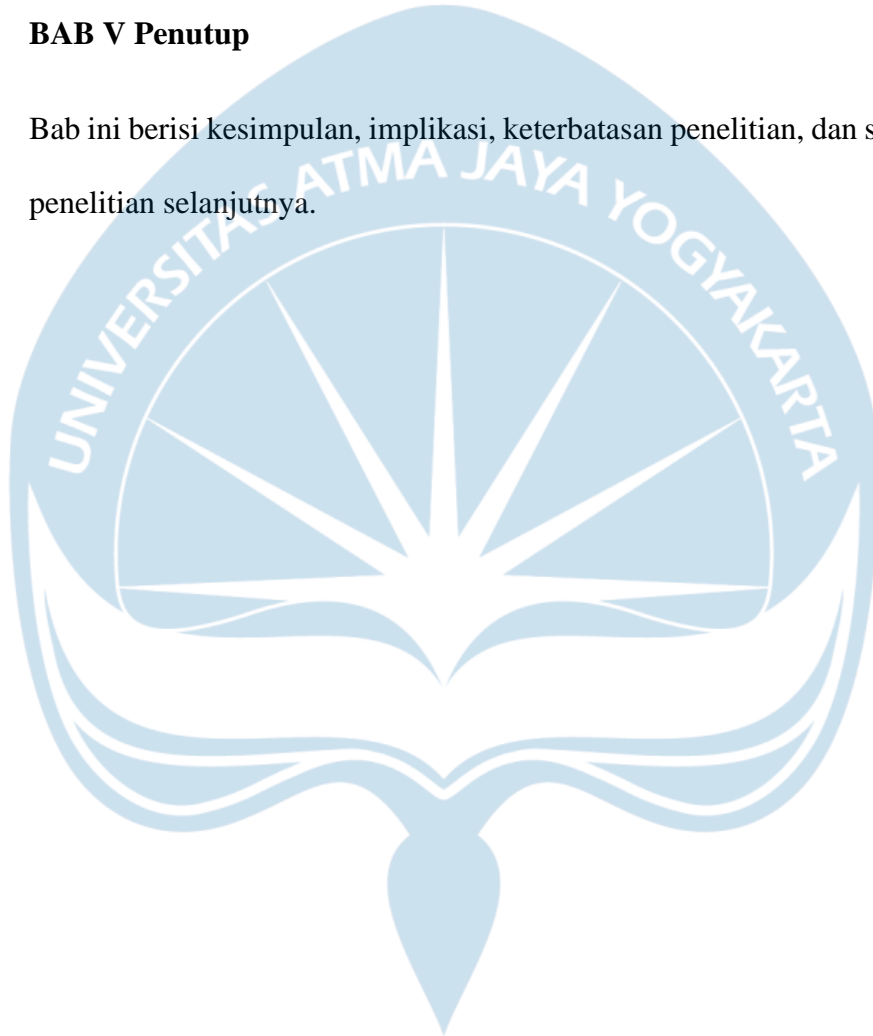 BAB V Penutup
Bab ini berisi kesimpulan, implikasi, keterbatasan penelitian, dan s
penelitian selanjutnya.
UNIVERSITAS ATMA JAYA YOGYAKARTA